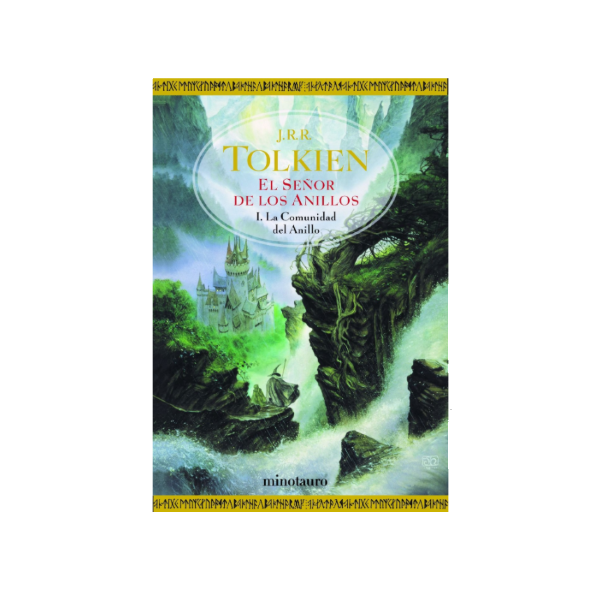 J.R.R.
TOLKIEN
EL SEÑOR
DE LOS ANILLOS
I. La Comunidad
del Anillo
minotauro